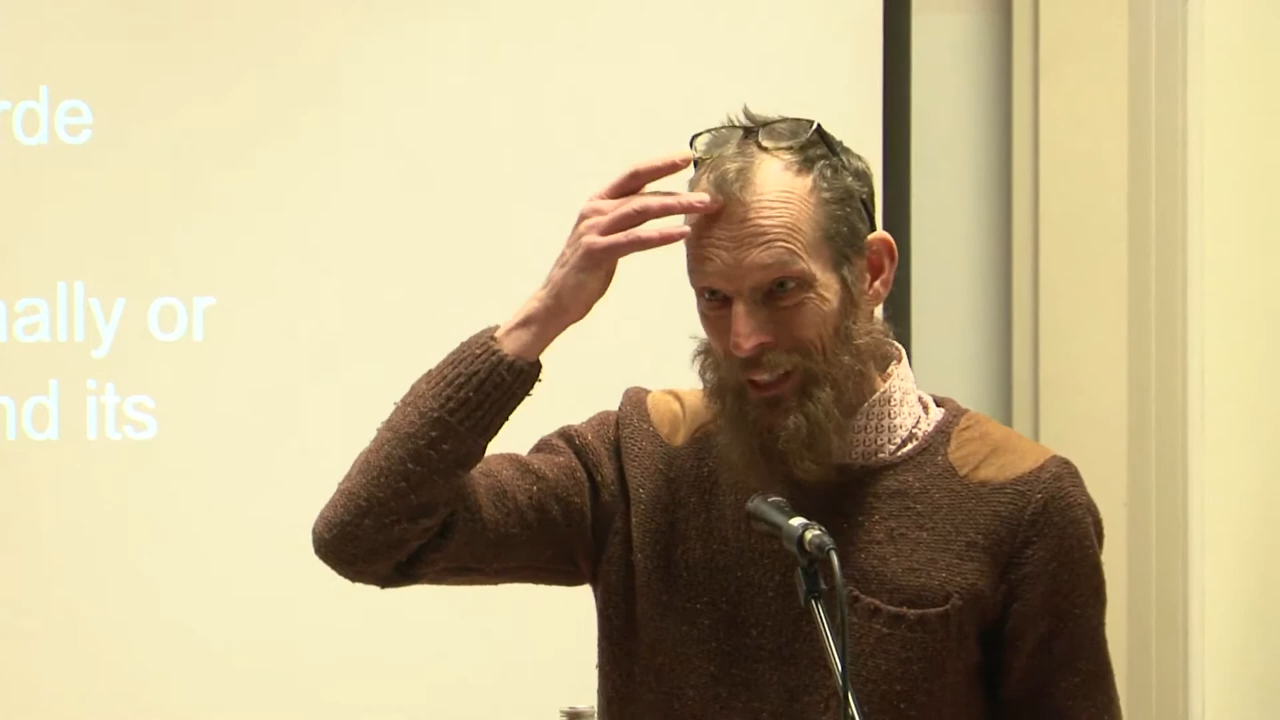 rde
nally or
nd its